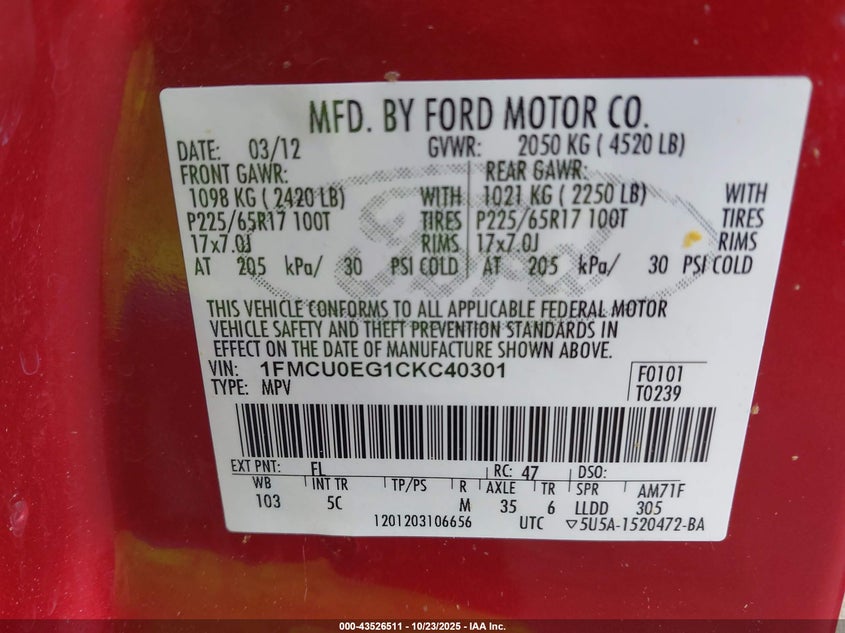 MFD. BY FORD MOTOR CO.
DATE: 03/12 GVWR: 2050 KG ( 4520 LB)
FRONT GAWR: REAR GAWR:
1098 KG ( 2420 LB) WITH 1021 KG ( 2250 LB) WITH
P225/65R17 100T TIRES P225/65R17 100T TIRES
17x7.0J RIMS 17x7.0J RIMS
AT 205 kPa/ 30 PSI COLD AT 205 kPa/ 30 PSI COLD
Ford
THIS VEHICLE CONFORMS TO ALL APPLICABLE FEDERAL MOTOR
VEHICLE SAFETY AND THEFT PREVENTION STANDARDS IN
EFFECT ON THE DATE OF MANUFACTURE SHOWN ABOVE.
VIN: 1FMCU0EG1CKC40301 F0101
TYPE: MPV T0239
EXT PNT: FL RC: 47 DSO:
WB INT TR TP/PS R AXLE TR SPR AM71F
103 5C M 35 6 LLDD 305
1201203106656 UTC ▽5U5A-1520472-BA
000-43526511 | 10/23/2025 - IAA Inc.